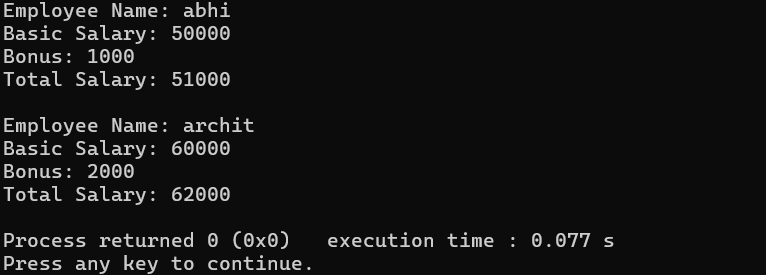 Employee Name: abhi
Basic Salary: 50000
Bonus: 1000
Total Salary: 51000

Employee Name: archit
Basic Salary: 60000
Bonus: 2000
Total Salary: 62000

Process returned 0 (0x0)   execution time : 0.077 s
Press any key to continue.